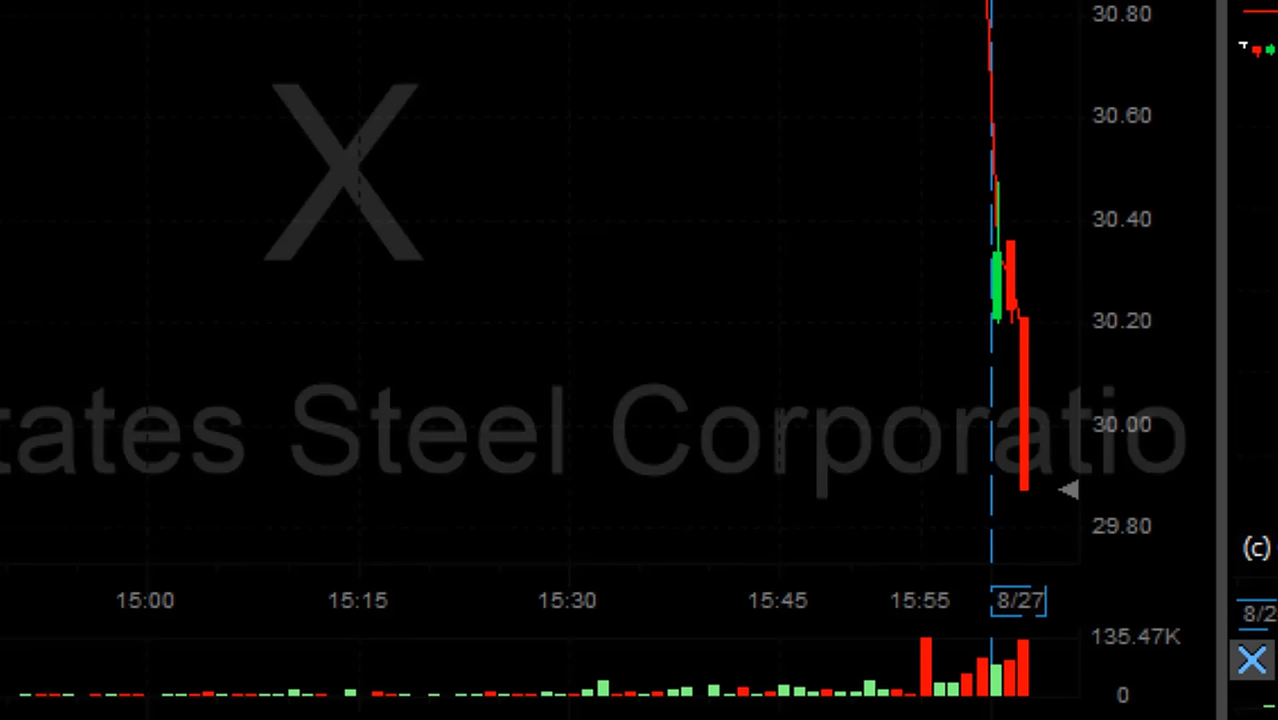 30.80
X
30.60
30.40
30.20
tates Steel Corporatio
30.00
29.80
(c)
15:00 15:15 15:30 15:45 15:55 8/27
8/2
135.47K
0